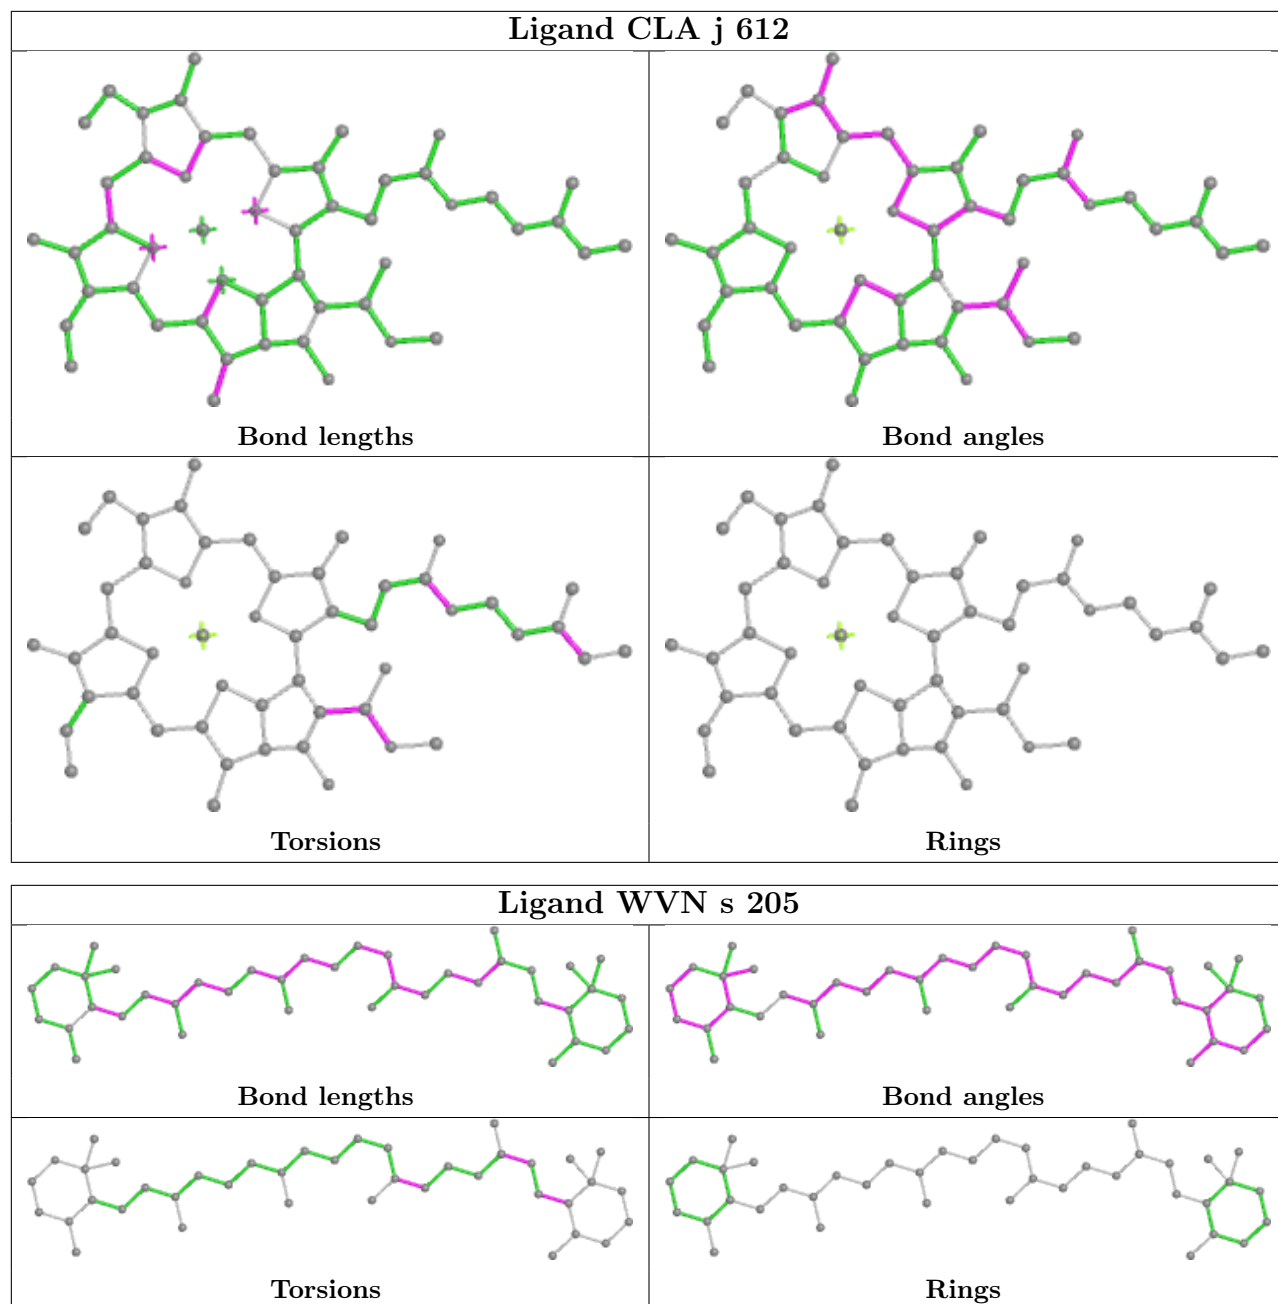 Ligand CLA j 612
Bond lengths
Bond angles
Torsions
Rings
Ligand WVN s 205
Bond lengths
Bond angles
Torsions
Rings